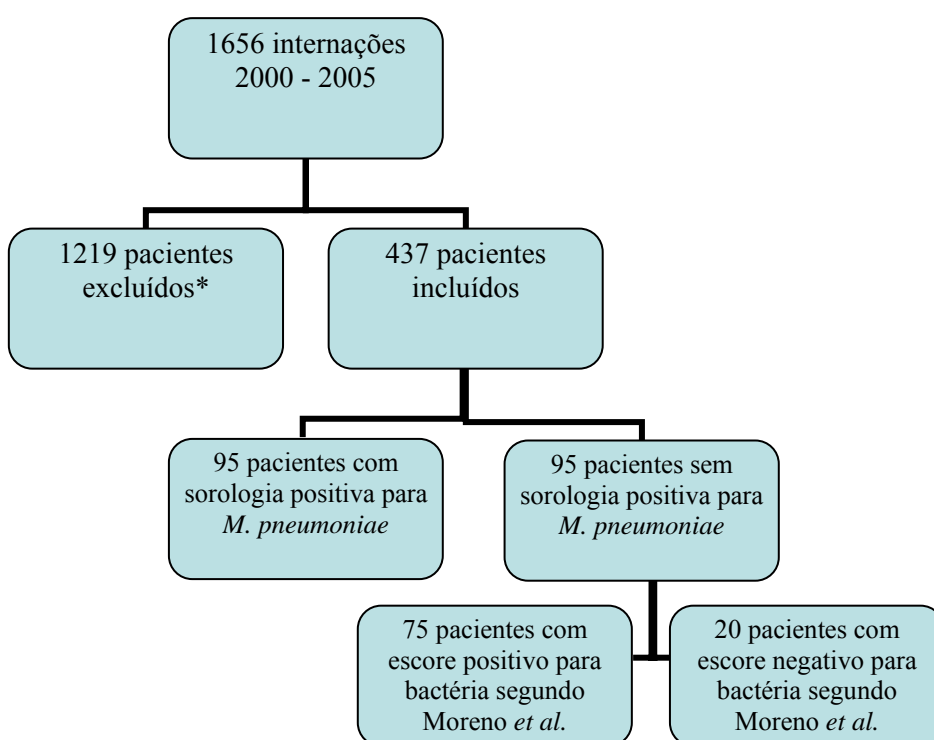 1656 internações
2000 - 2005
1219 pacientes
excluídos*
437 pacientes
incluídos
95 pacientes com
sorologia positiva para
M. pneumoniae
95 pacientes sem
sorologia positiva para
M. pneumoniae
75 pacientes com
escore positivo para
bactéria segundo
Moreno et al.
20 pacientes com
escore negativo para
bactéria segundo
Moreno et al.